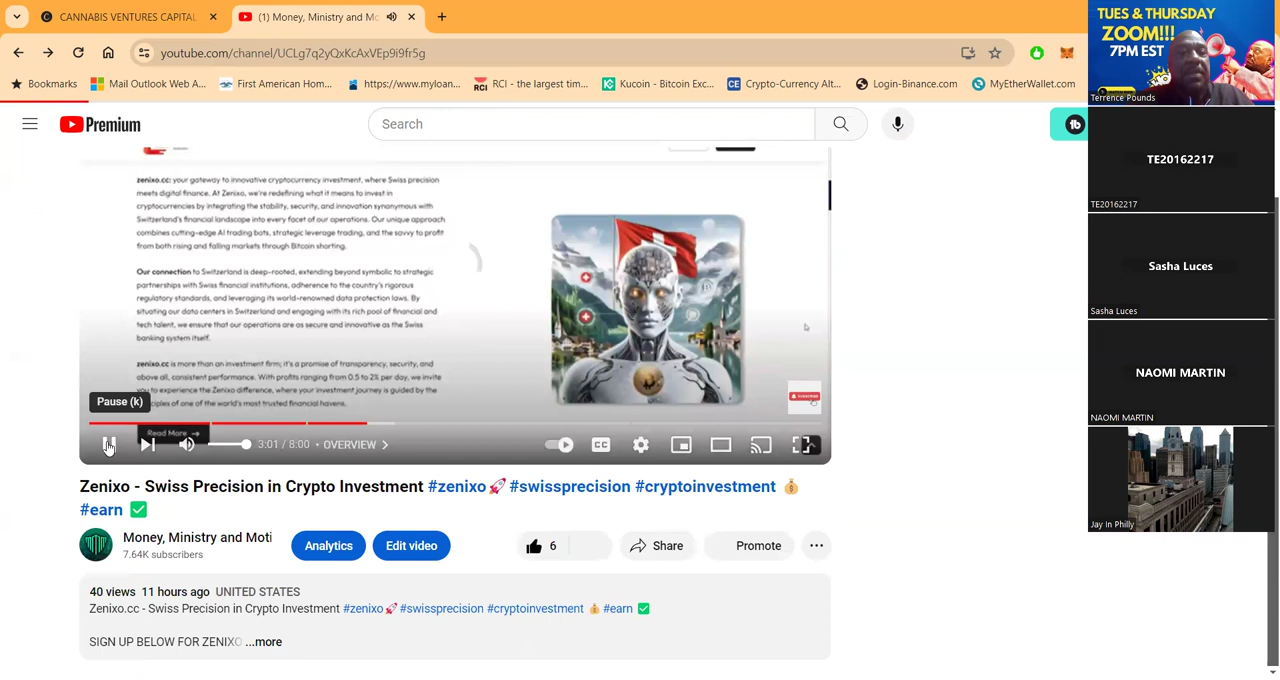 CANNABIS VENTURES CAPITAL
(1) Money, Ministry and Mo
youtube.com/channel/UCLg7q2yQxKcAxVEp9i9fr5g
Bookmarks
Mail Outlook Web A...
First American Hom...
https://www.myloan...
RCI
RCI - the largest tim...
Kucoin - Bitcoin Exc...
CE
Crypto-Currency Alt...
Login-Binance.com
MyEtherWallet.com
Premium
Search
zenixo.cc: your gateway to innovative cryptocurrency investment, where Swiss precision
meets digital finance. At Zenixo, we're redefining what it means to invest in
cryptocurrencies by integrating the stability, security, and innovation synonymous with
Switzerland's financial landscape into every facet of our operations. Our unique approach
combines cutting-edge AI trading bots, strategic leverage trading, and the savvy to profit
from both rising and falling markets through Bitcoin shorting.
Our connection to Switzerland is deep-rooted, extending beyond symbolic to strategic
partnerships with Swiss financial institutions, adherence to the country's rigorous
regulatory standards, and leveraging its world-renowned data protection laws. By
situating our data centers in Switzerland and engaging with its rich pool of financial and
tech talent, we ensure that our operations are as secure and innovative as the Swiss
banking system itself.
zenixo.cc is more than an investment firm; it's a promise of transparency, security, and
above all, consistent performance. With profits ranging from 0.5 to 2% per day, we invite
you to experience the Zenixo difference, where your investment journey is guided by the
ciples of one of the world's most trusted financial havens.
Pause (k)
Read More →
SUBSCRIBE
3:01 / 8:00 • OVERVIEW
CC
Zenixo - Swiss Precision in Crypto Investment #zenixo🚀#swissprecision #cryptoinvestment 💰
#earn ✅
Money, Ministry and Moti
7.64K subscribers
Analytics
Edit video
6
Share
Promote
40 views 11 hours ago UNITED STATES
Zenixo.cc - Swiss Precision in Crypto Investment #zenixo🚀#swissprecision #cryptoinvestment 💰 #earn ✅
SIGN UP BELOW FOR ZENIXO ...more
TUES & THURSDAY
ZOOM!!!
7PM EST
Terrence Pounds
TE20162217
TE20162217
Sasha Luces
Sasha Luces
NAOMI MARTIN
NAOMI MARTIN
Jay In Philly